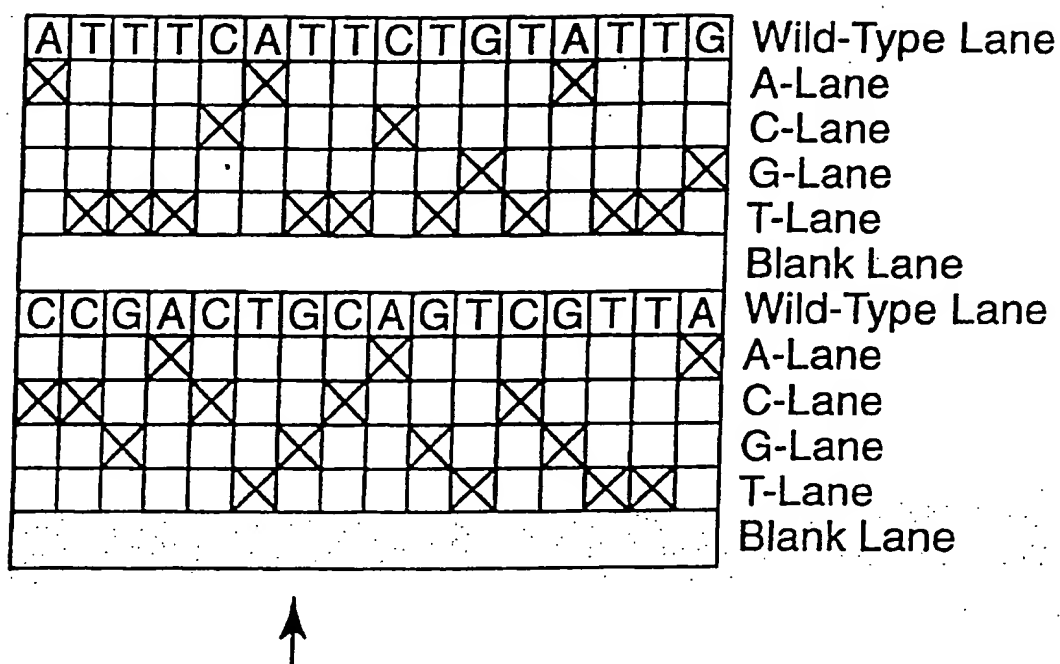 A T T T C A T T C T G T A T T G Wild-Type Lane
A-Lane
C-Lane
G-Lane
T-Lane
Blank Lane
C C G A C T G C A G T C G T T A Wild-Type Lane
A-Lane
C-Lane
G-Lane
T-Lane
Blank Lane